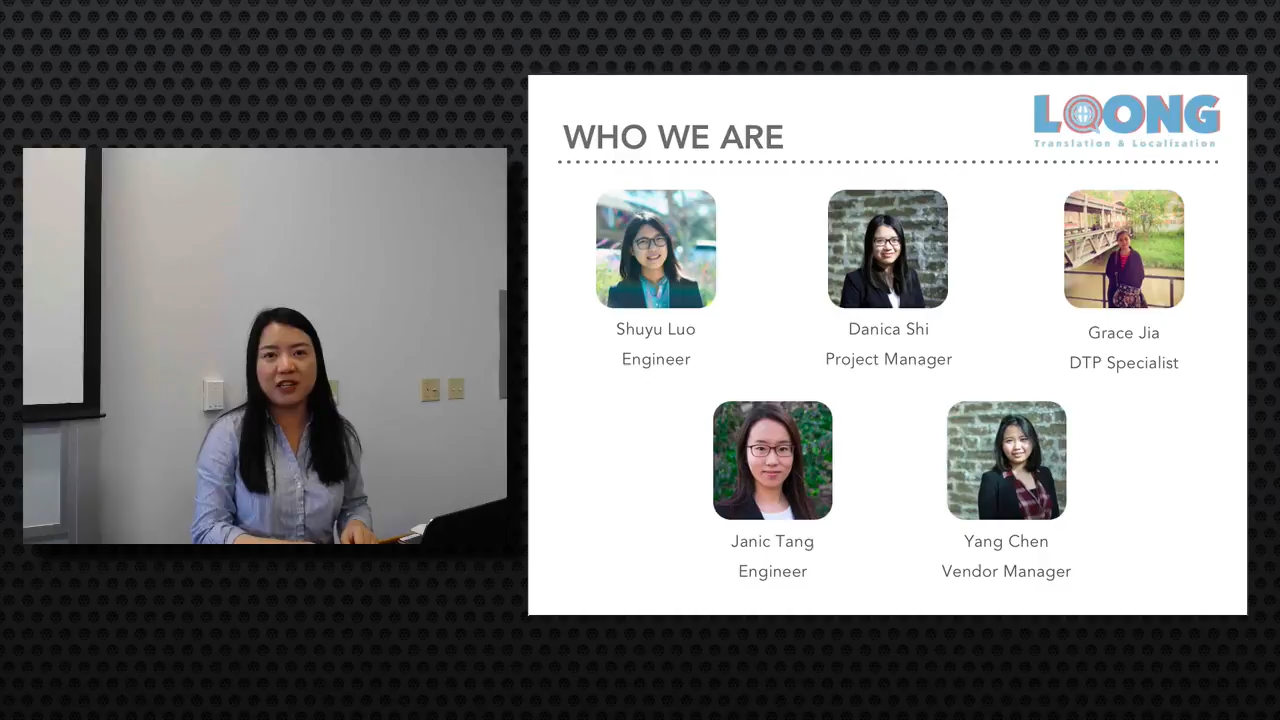 LOONG
Translation & Localization
WHO WE ARE
Shuyu Luo
Engineer
Danica Shi
Project Manager
Grace Jia
DTP Specialist
Janic Tang
Engineer
Yang Chen
Vendor Manager